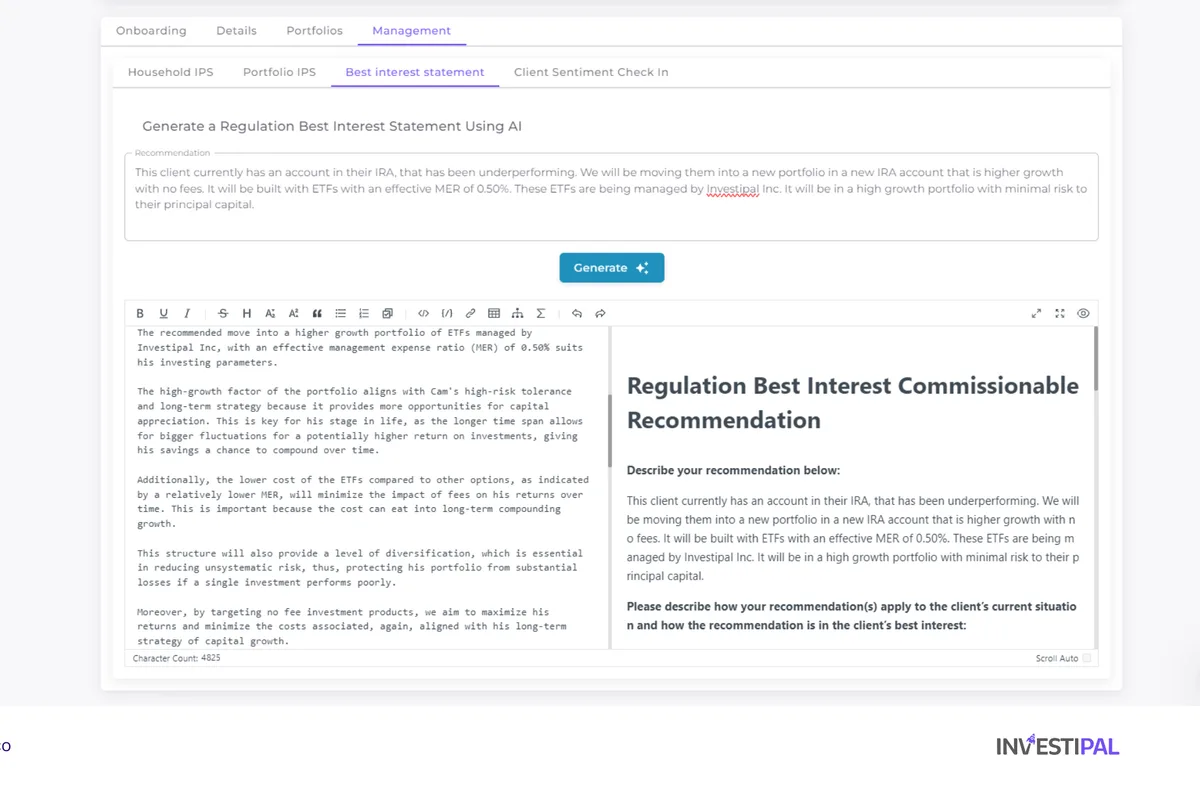 Onboarding Details Portfolios Management
Household IPS Portfolio IPS Best interest statement Client Sentiment Check In
Generate a Regulation Best Interest Statement Using AI
Recommendation
This client currently has an account in their IRA, that has been underperforming. We will be moving them into a new portfolio in a new IRA account that is higher growth
with no fees. It will be built with ETFs with an effective MER of 0.50%. These ETFs are being managed by Investipal Inc. It will be in a high growth portfolio with minimal risk to
their principal capital.
Generate
The recommended move into a higher growth portfolio of ETFs managed by
Investipal Inc, with an effective management expense ratio (MER) of 0.50% suits
his investing parameters.
The high-growth factor of the portfolio aligns with Cam's high-risk tolerance
and long-term strategy because it provides more opportunities for capital
appreciation. This is key for his stage in life, as the longer time span allows
for bigger fluctuations for a potentially higher return on investments, giving
his savings a chance to compound over time.
Additionally, the lower cost of the ETFs compared to other options, as indicated
by a relatively lower MER, will minimize the impact of fees on his returns over
time. This is important because the cost can eat into long-term compounding
growth.
This structure will also provide a level of diversification, which is essential
in reducing unsystematic risk, thus, protecting his portfolio from substantial
losses if a single investment performs poorly.
Moreover, by targeting no fee investment products, we aim to maximize his
returns and minimize the costs associated, again, aligned with his long-term
strategy of capital growth.
Regulation Best Interest Commissionable
Recommendation
Describe your recommendation below:
This client currently has an account in their IRA, that has been underperforming. We will
be moving them into a new portfolio in a new IRA account that is higher growth with n
o fees. It will be built with ETFs with an effective MER of 0.50%. These ETFs are being m
anaged by Investipal Inc. It will be in a high growth portfolio with minimal risk to their p
rincipal capital.
Please describe how your recommendation(s) apply to the client's current situatio
n and how the recommendation is in the client's best interest:
Character Count: 4825
Scroll Auto
INVESTIPAL